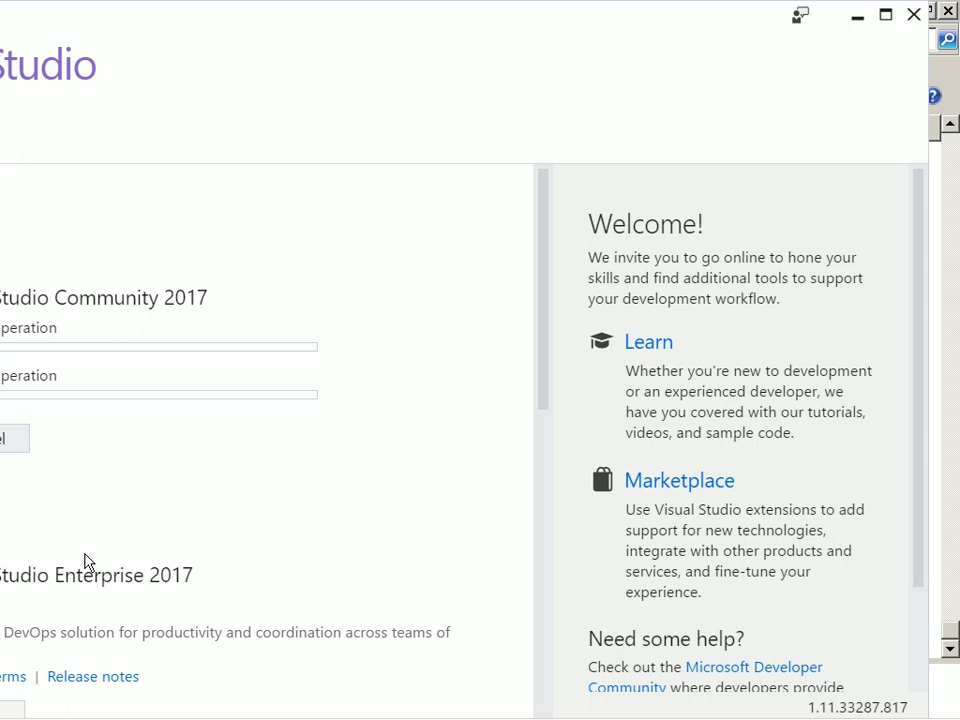 Studio
Studio Community 2017
peration
peration
el
Studio Enterprise 2017
DevOps solution for productivity and coordination across teams of
erms | Release notes
Welcome!
We invite you to go online to hone your
skills and find additional tools to support
your development workflow.
Learn
Whether you're new to development
or an experienced developer, we
have you covered with our tutorials,
videos, and sample code.
Marketplace
Use Visual Studio extensions to add
support for new technologies,
integrate with other products and
services, and fine-tune your
experience.
Need some help?
Check out the Microsoft Developer
Community where developers provide
1.11.33287.817